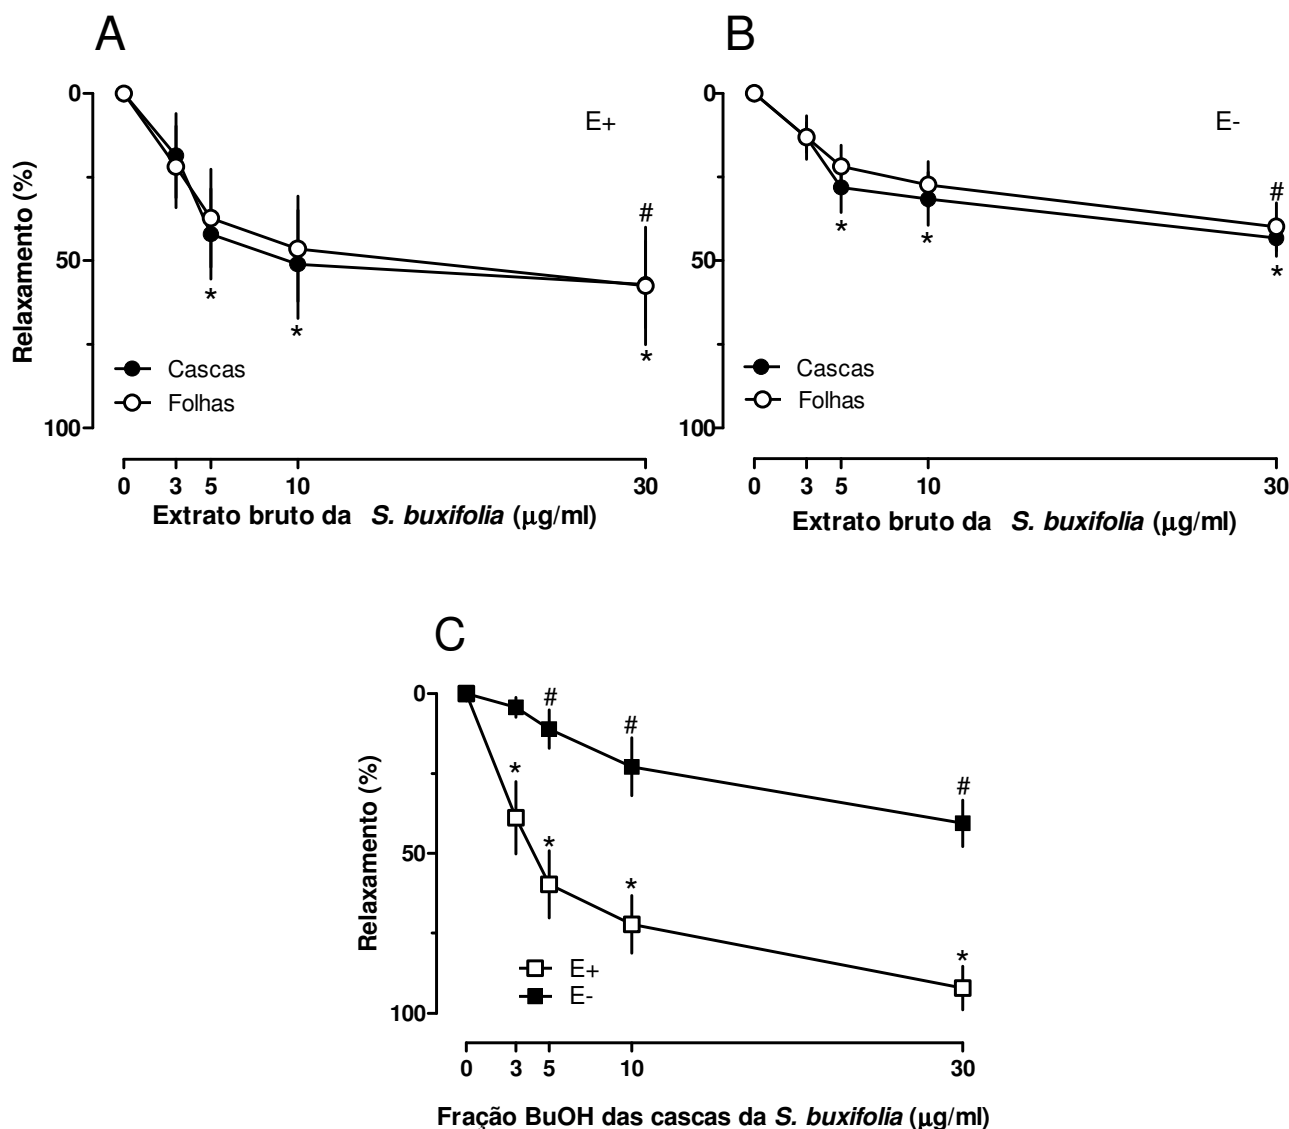 A
0
50
100
Relaxamento (%)
E+
#
*
*
*
Cascas
Folhas
0 3 5 10 30
Extrato bruto da S. buxifolia (µg/ml)
B
0
50
100
E-
#
*
*
*
Cascas
Folhas
0 3 5 10 30
Extrato bruto da S. buxifolia (µg/ml)
C
0
50
100
Relaxamento (%)
#
#
#
*
*
*
*
E+
E-
0 3 5 10 30
Fração BuOH das cascas da S. buxifolia (µg/ml)